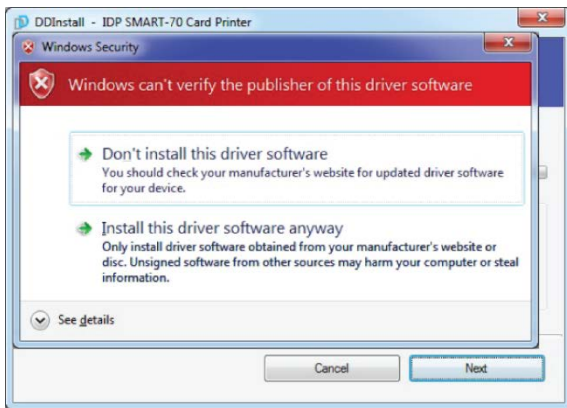 DDInstall - IDP SMART-70 Card Printer
Windows Security
Windows can't verify the publisher of this driver software
Don't install this driver software
You should check your manufacturer's website for updated driver software
for your device.
Install this driver software anyway
Only install driver software obtained from your manufacturer's website or
disc. Unsigned software from other sources may harm your computer or steal
information.
See details
Cancel
Next